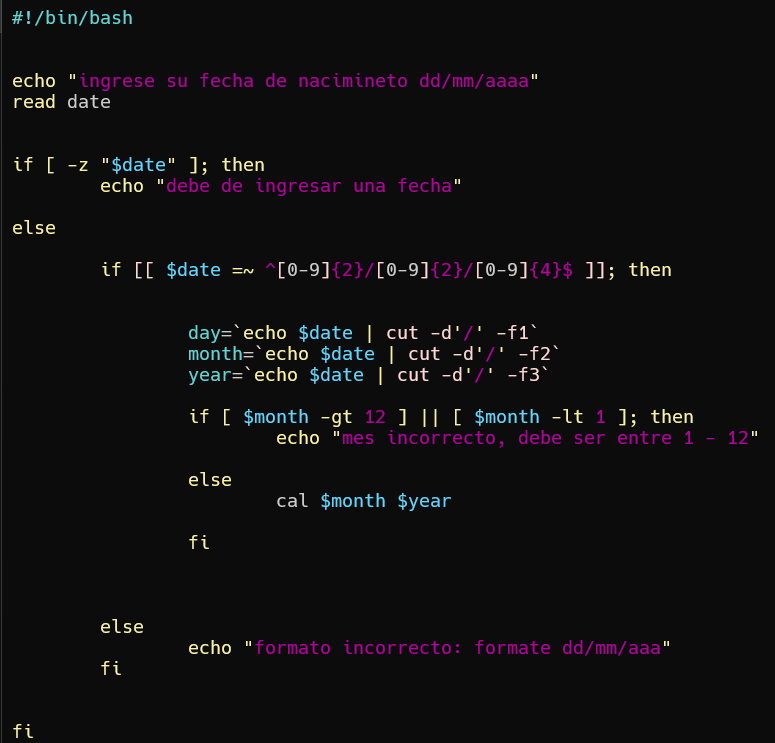 #!/bin/bash
echo "ingrese su fecha de nacimineto dd/mm/aaaa"
read date
if [ -z "$date" ]; then
echo "debe de ingresar una fecha"
else
if [[ $date =~ ^[0-9]{2}/[0-9]{2}/[0-9]{4}$ ]]; then
day=`echo $date | cut -d'/' -f1`
month=`echo $date | cut -d'/' -f2`
year=`echo $date | cut -d'/' -f3`
if [ $month -gt 12 ] || [ $month -lt 1 ]; then
echo "mes incorrecto, debe ser entre 1 - 12"
else
cal $month $year
fi
else
echo "formato incorrecto: formate dd/mm/aaa"
fi
fi